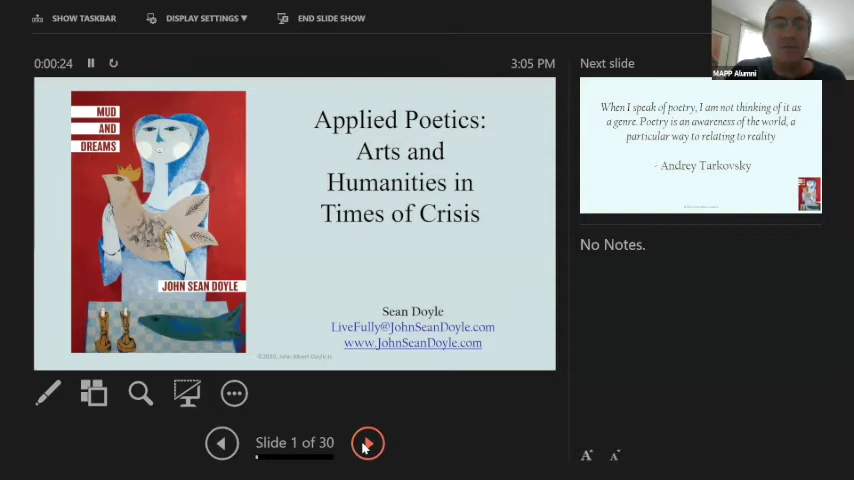 SHOW TASKBAR
DISPLAY SETTINGS ▼
END SLIDE SHOW
0:00:24
3:05 PM
Next slide
MAPP Alumni
MUD
AND
DREAMS
JOHN SEAN DOYLE
Applied Poetics:
Arts and
Humanities in
Times of Crisis
Sean Doyle
LiveFully@JohnSeanDoyle.com
www.JohnSeanDoyle.com
When I speak of poetry, I am not thinking of it as
a genre. Poetry is an awareness of the world, a
particular way to relating to reality
- Andrey Tarkovsky
No Notes.
Slide 1 of 30
A A